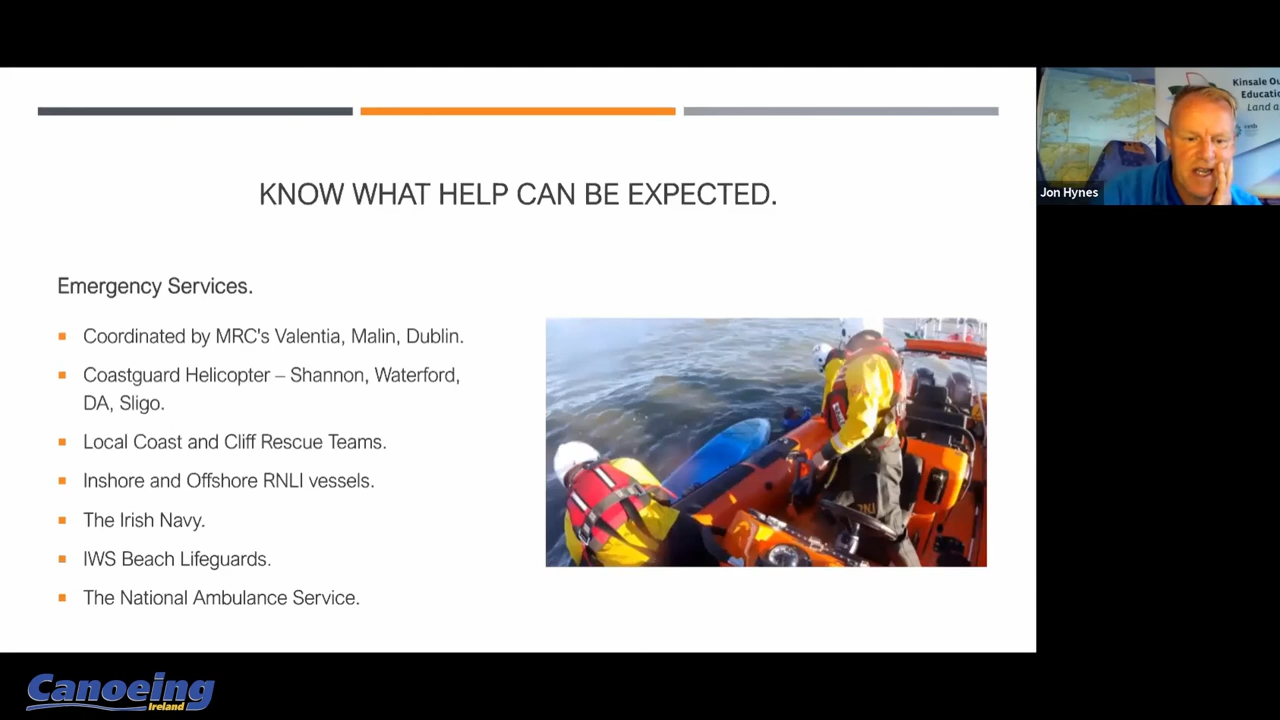 KNOW WHAT HELP CAN BE EXPECTED.
Emergency Services.
Coordinated by MRC's Valentia, Malin, Dublin.
Coastguard Helicopter – Shannon, Waterford,
DA, Sligo.
Local Coast and Cliff Rescue Teams.
Inshore and Offshore RNLI vessels.
The Irish Navy.
IWS Beach Lifeguards.
The National Ambulance Service.
Kinsale Ou
Educatio
Land a
Jon Hynes
Canoeing
Ireland